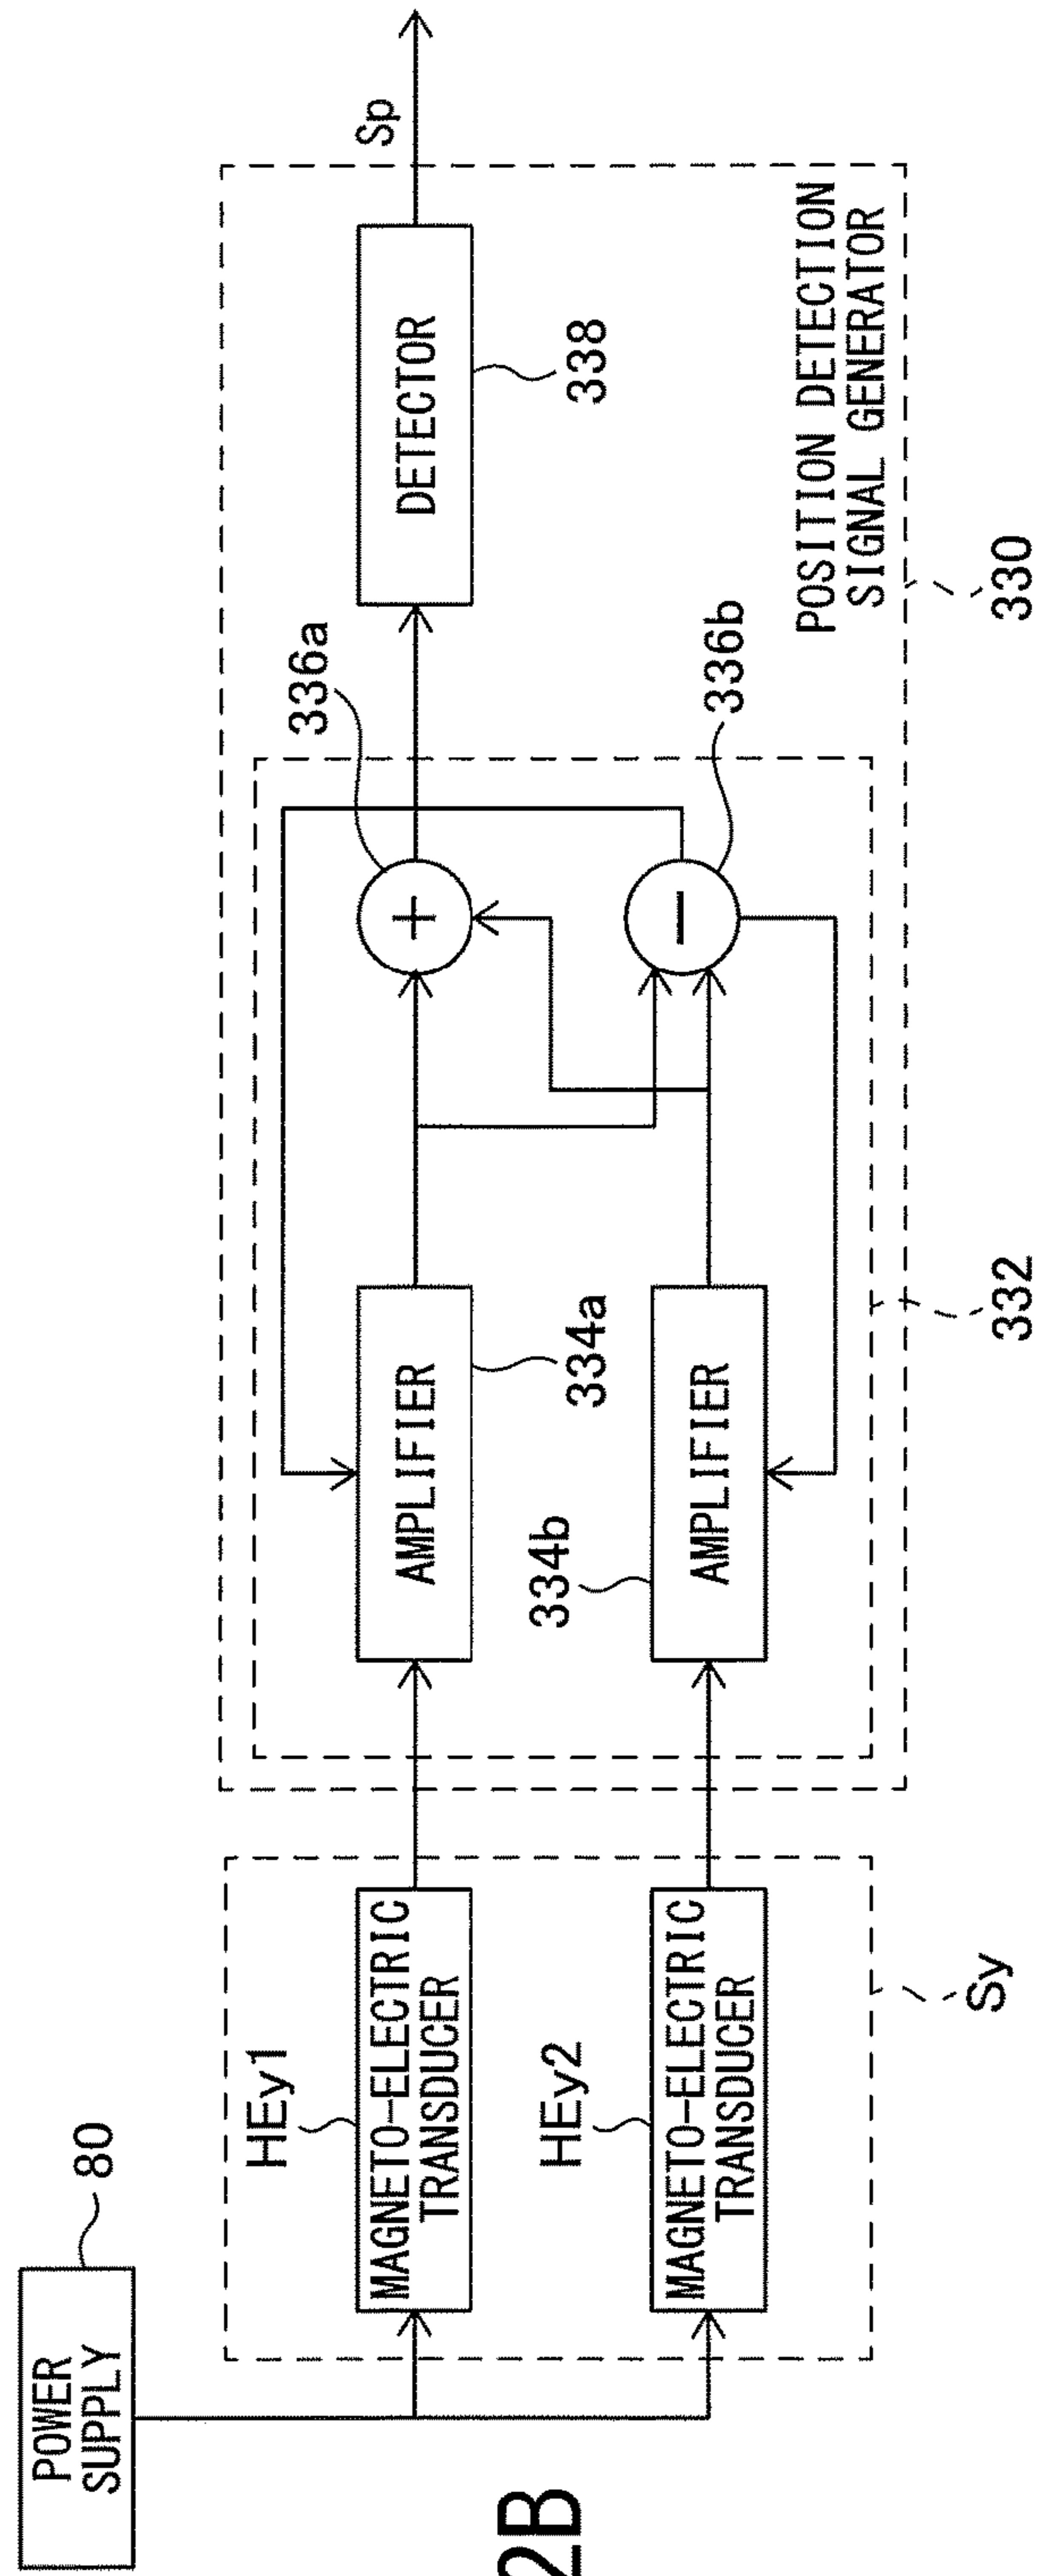 2B
POWER
SUPPLY
80
HEy1
MAGNETO-ELECTRIC
TRANSDUCER
HEy2
MAGNETO-ELECTRIC
TRANSDUCER
Sy
AMPLIFIER
334a
334b
AMPLIFIER
332
336a
+
336b
−
DETECTOR
338
Sp
POSITION DETECTION
SIGNAL GENERATOR
330